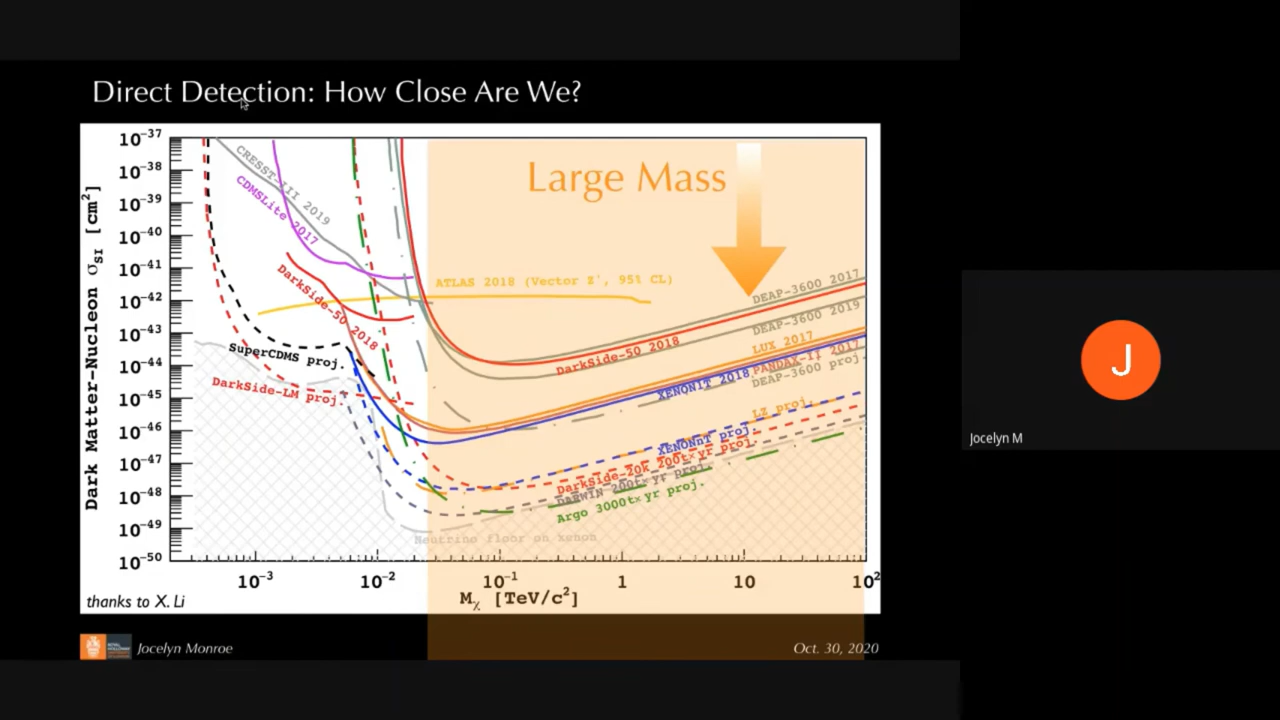 Direct Detection: How Close Are We?
10⁻³⁷
10⁻³⁸
10⁻³⁹
10⁻⁴⁰
10⁻⁴¹
10⁻⁴²
10⁻⁴³
10⁻⁴⁴
10⁻⁴⁵
10⁻⁴⁶
10⁻⁴⁷
10⁻⁴⁸
10⁻⁴⁹
10⁻⁵⁰
Dark Matter-Nucleon σSI [cm²]
CRESST-III 2019
CDMSLite 2017
DarkSide-50 2018
SuperCDMS proj.
DarkSide-LM proj.
Large Mass
ATLAS 2018 (Vector Z', 95% CL)
DEAP-3600 2017
DarkSide-50 2018
DEAP-3600 2019
LUX 2017
PANDAX-II 2017
XENON1T 2018
DEAP-3600 proj.
LZ proj.
XENONnT proj.
DarkSide-20k 200t×yr proj.
DARWIN 200t×yr proj.
Argo 3000t×yr proj.
Neutrino floor on xenon
10⁻³
10⁻²
10⁻¹
1
10
10²
Mχ [TeV/c²]
thanks to X. Li
Jocelyn Monroe
Oct. 30, 2020
J
Jocelyn M